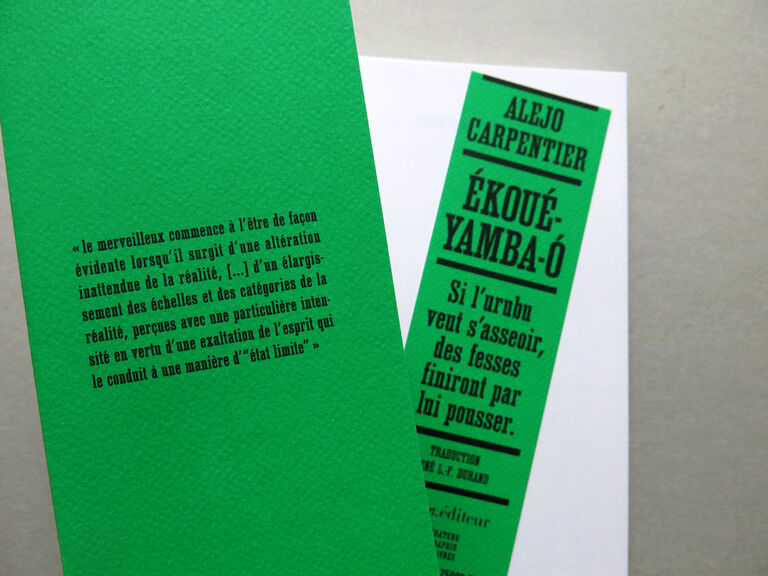 « le merveilleux commence à l'être de façon
évidente lorsqu'il surgit d'une altération
inattendne de la réalité, [...] d'un élargis-
sement des échelles et des catégories de la
réalité, perçues avec une particulière inten-
sité en vertu d'une exaltation de l'esprit qui
le conduit à une manière d'“état limite” »
ALEJO
CARPENTIER
ÉKOUÉ-
YAMBA-Ó
Si l'urubu
veut s'asseoir,
des fesses
finiront par
lui pousser.
TRADUCTION
L.-F. DURAND
éditeur